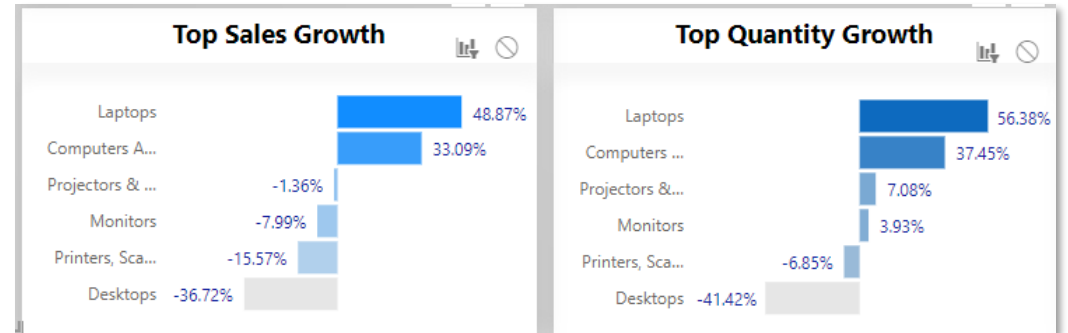 Top Sales Growth
Laptops 48.87%
Computers A... 33.09%
Projectors & ... -1.36%
Monitors -7.99%
Printers, Sca... -15.57%
Desktops -36.72%
Top Quantity Growth
Laptops 56.38%
Computers ... 37.45%
Projectors &... 7.08%
Monitors 3.93%
Printers, Sca... -6.85%
Desktops -41.42%